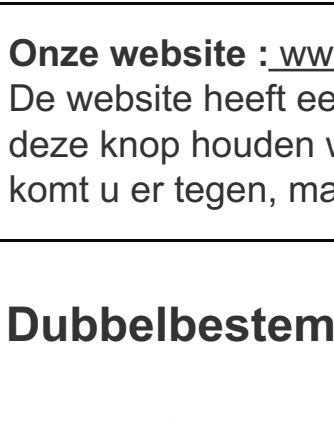 Onze website : ww
De website heeft ee
deze knop houden
komt u er tegen, ma
Dubbelbestem